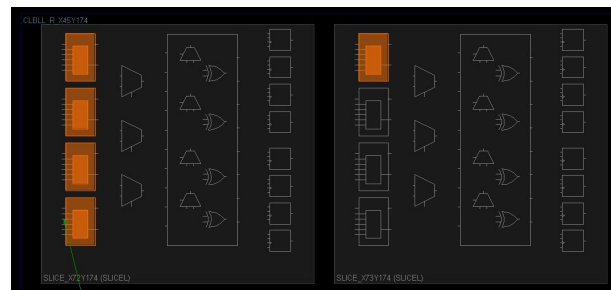 CLBLL_R_X45Y174
SLICE_X72Y174 (SLICEL)
SLICE_X73Y174 (SLICEL)